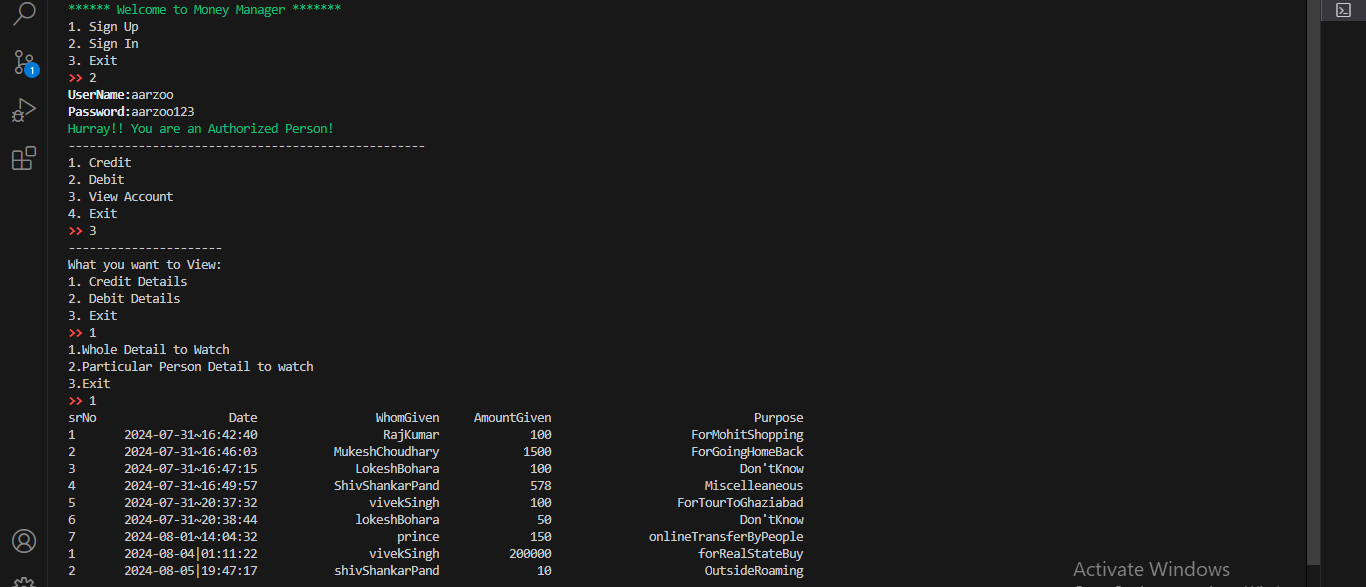 ****** Welcome to Money Manager *******
1. Sign Up
2. Sign In
3. Exit
>> 2
UserName:aarzoo
Password:aarzoo123
Hurray!! You are an Authorized Person!
---------------------------------------------------
1. Credit
2. Debit
3. View Account
4. Exit
>> 3
----------------------
What you want to View:
1. Credit Details
2. Debit Details
3. Exit
>> 1
1.Whole Detail to Watch
2.Particular Person Detail to watch
3.Exit
>> 1
srNo Date WhomGiven AmountGiven Purpose
1 2024-07-31~16:42:40 RajKumar 100 ForMohitShopping
2 2024-07-31~16:46:03 MukeshChoudhary 1500 ForGoingHomeBack
3 2024-07-31~16:47:15 LokeshBohara 100 Don'tKnow
4 2024-07-31~16:49:57 ShivShankarPand 578 Miscelleaneous
5 2024-07-31~20:37:32 vivekSingh 100 ForTourToGhaziabad
6 2024-07-31~20:38:44 lokeshBohara 50 Don'tKnow
7 2024-08-01~14:04:32 prince 150 onlineTransferByPeople
1 2024-08-04|01:11:22 vivekSingh 200000 forRealStateBuy
2 2024-08-05|19:47:17 shivShankarPand 10 OutsideRoaming
1
Activate Windows